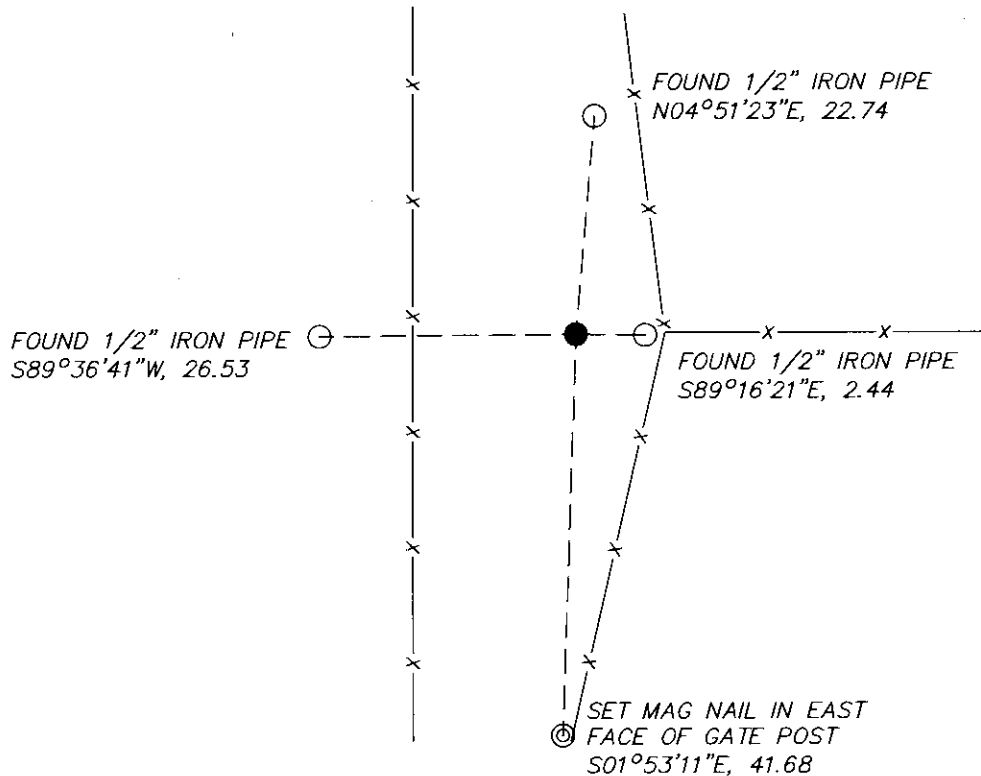 FOUND 1/2" IRON PIPE
N04°51'23"E, 22.74
FOUND 1/2" IRON PIPE
S89°36'41"W, 26.53
FOUND 1/2" IRON PIPE
S89°16'21"E, 2.44
SET MAG NAIL IN EAST
FACE OF GATE POST
S01°53'11"E, 41.68